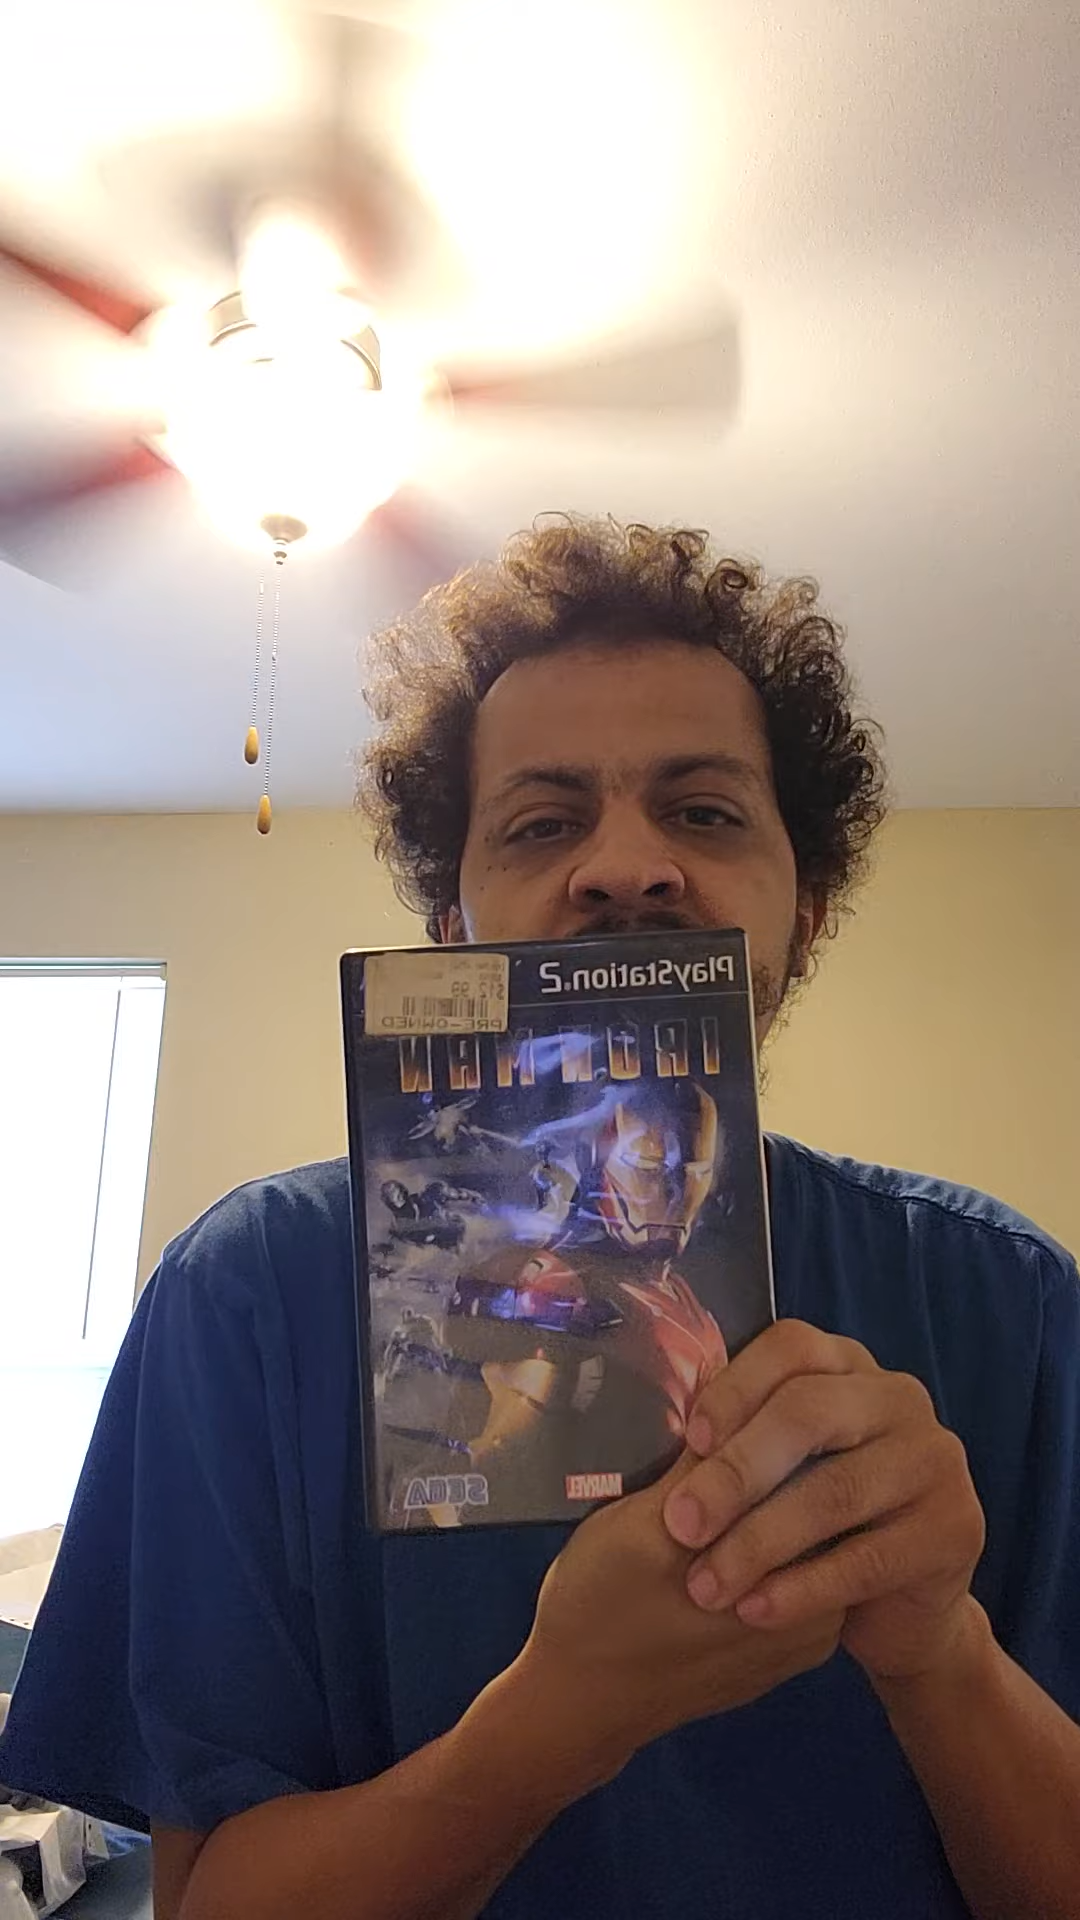 PlayStation.2
$12.99
PRE-OWNED
IRON MAN
MARVEL
SEGA